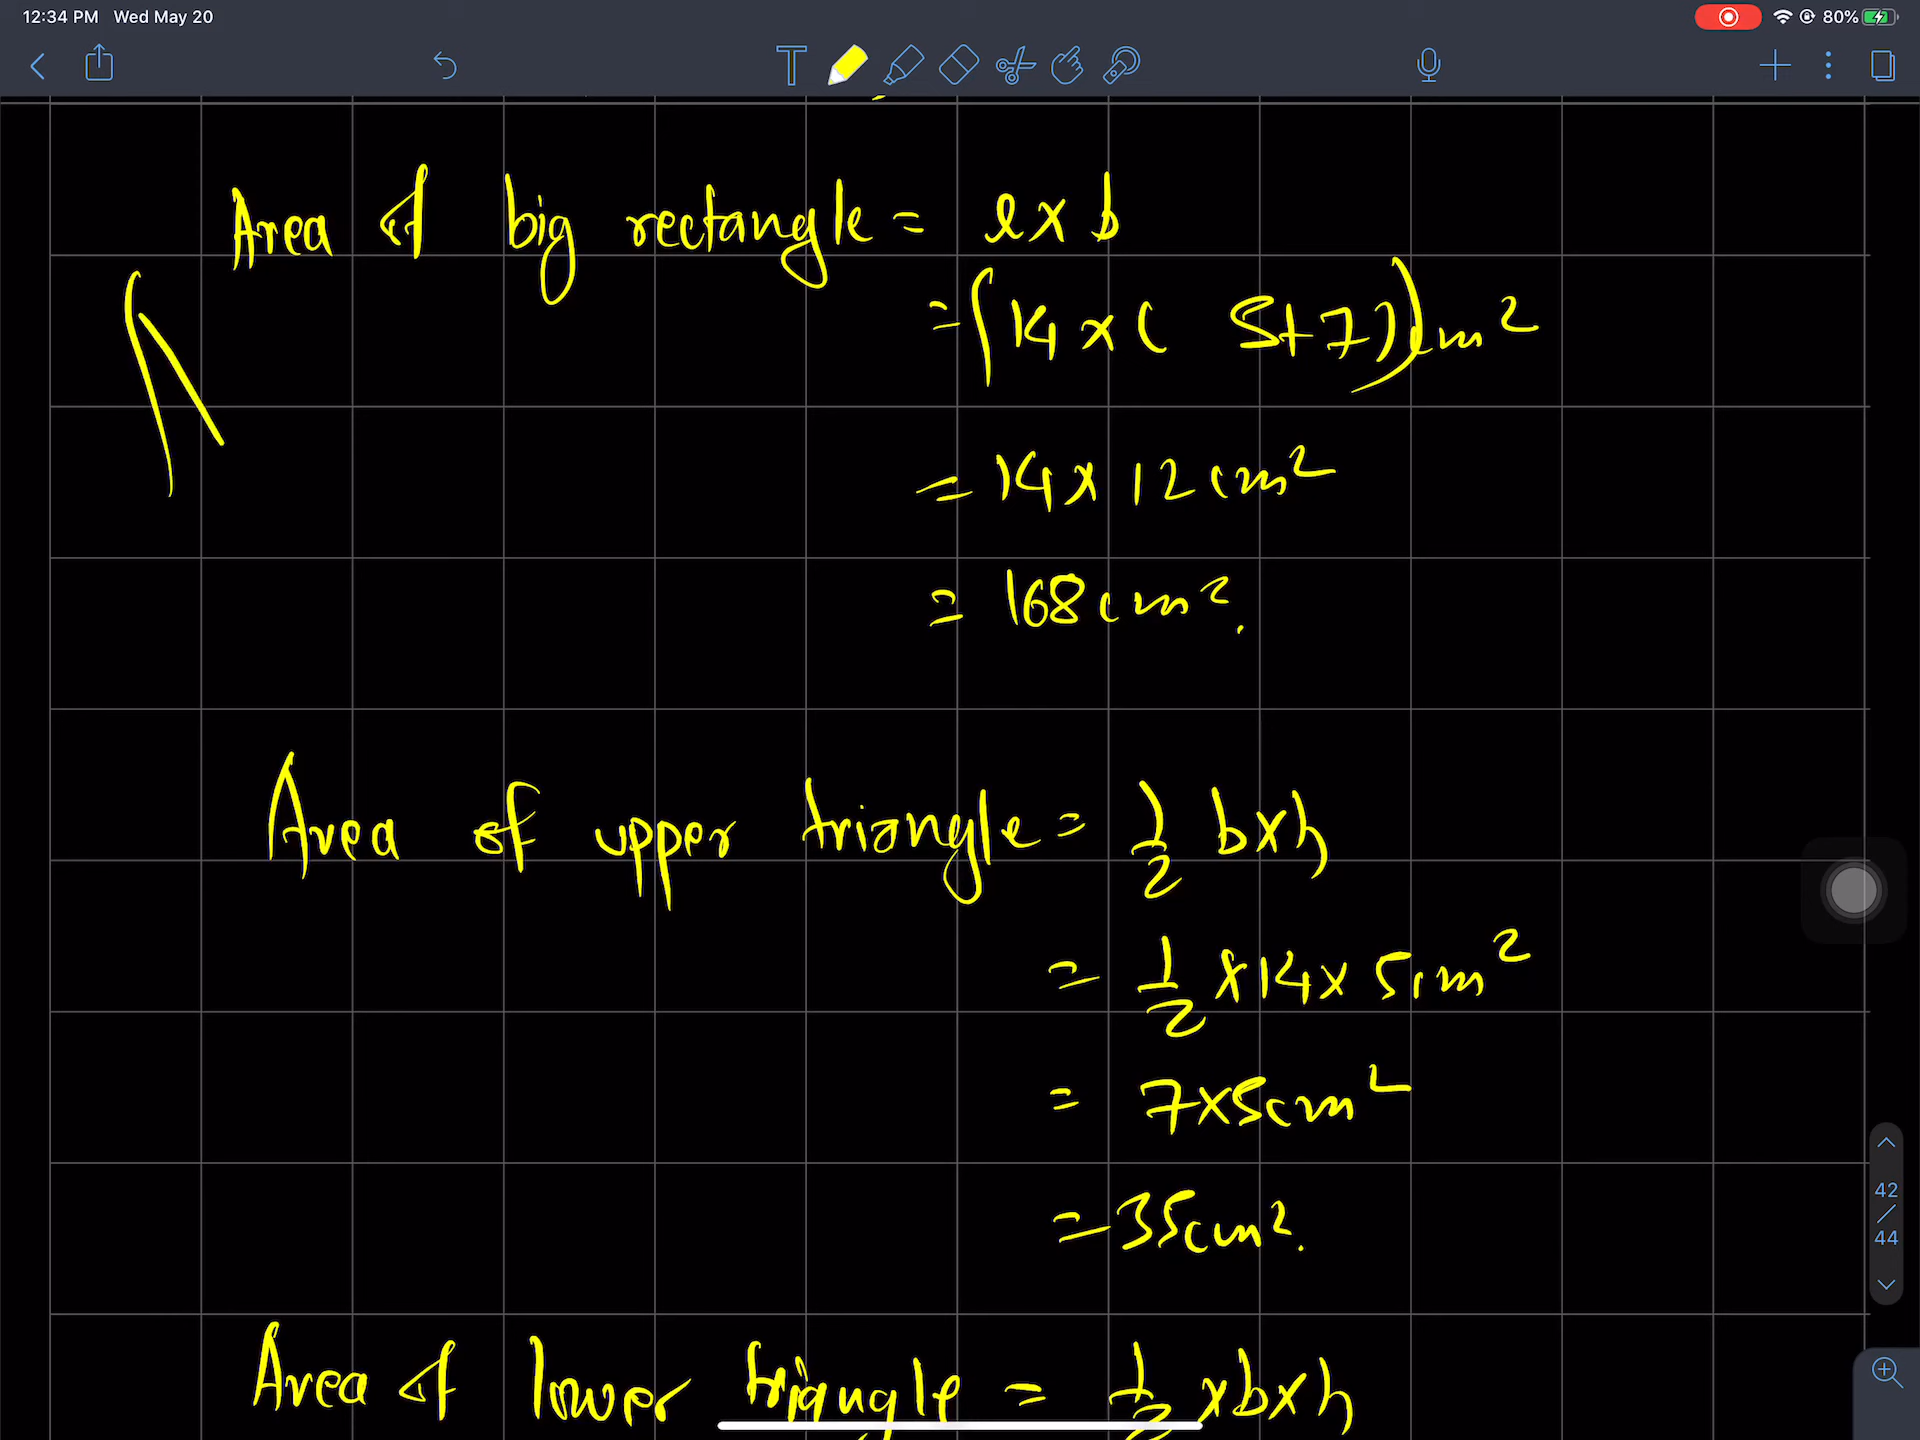 12:34 PM Wed May 20
80%
T
Area of big rectangle = l x b
= (14 x ( 5+7)) cm²
= 14 x 12 cm²
= 168 cm².
Area of upper triangle = 1/2 b x h
= 1/2 x 14 x 5 cm²
= 7 x 5 cm²
= 35 cm².
42
/
44
Area of lower triangle = 1/2 x b x h